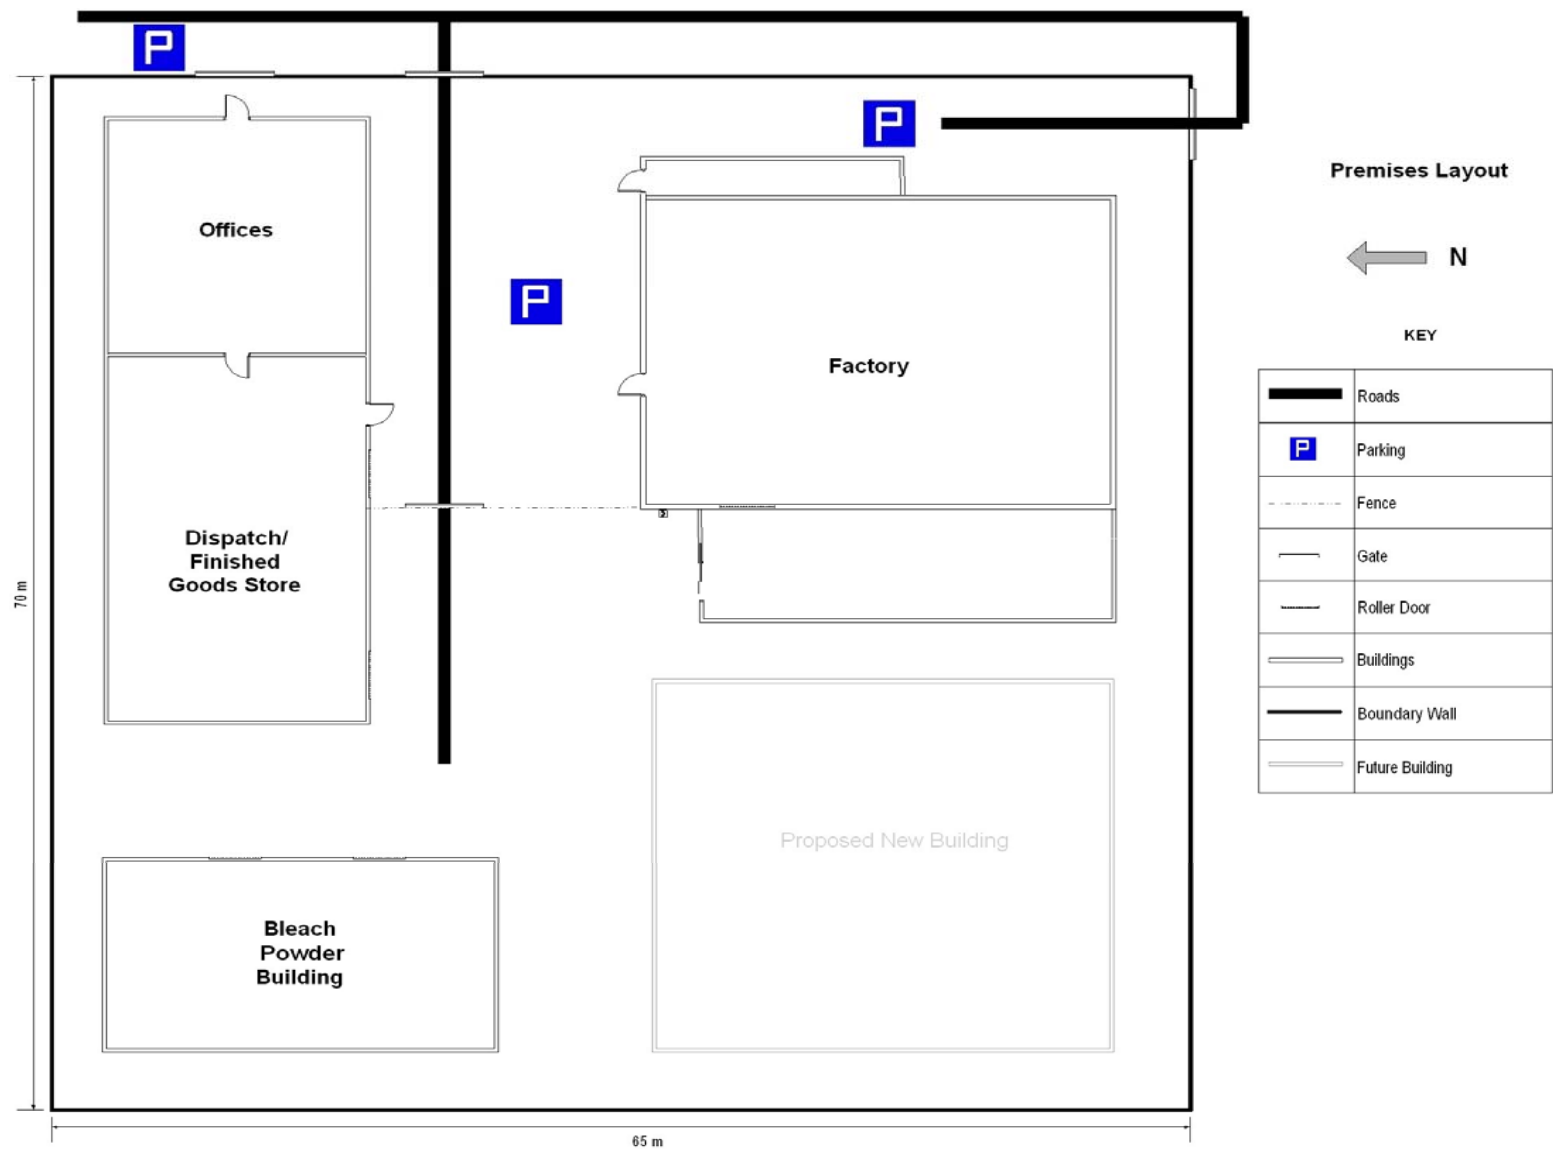 P
P
Premises Layout
N
Offices
P
KEY
Factory
Roads
P Parking
Fence
Dispatch/
Finished
Goods Store
Gate
70 m
Roller Door
Buildings
Boundary Wall
Future Building
Proposed New Building
Bleach
Powder
Building
65 m